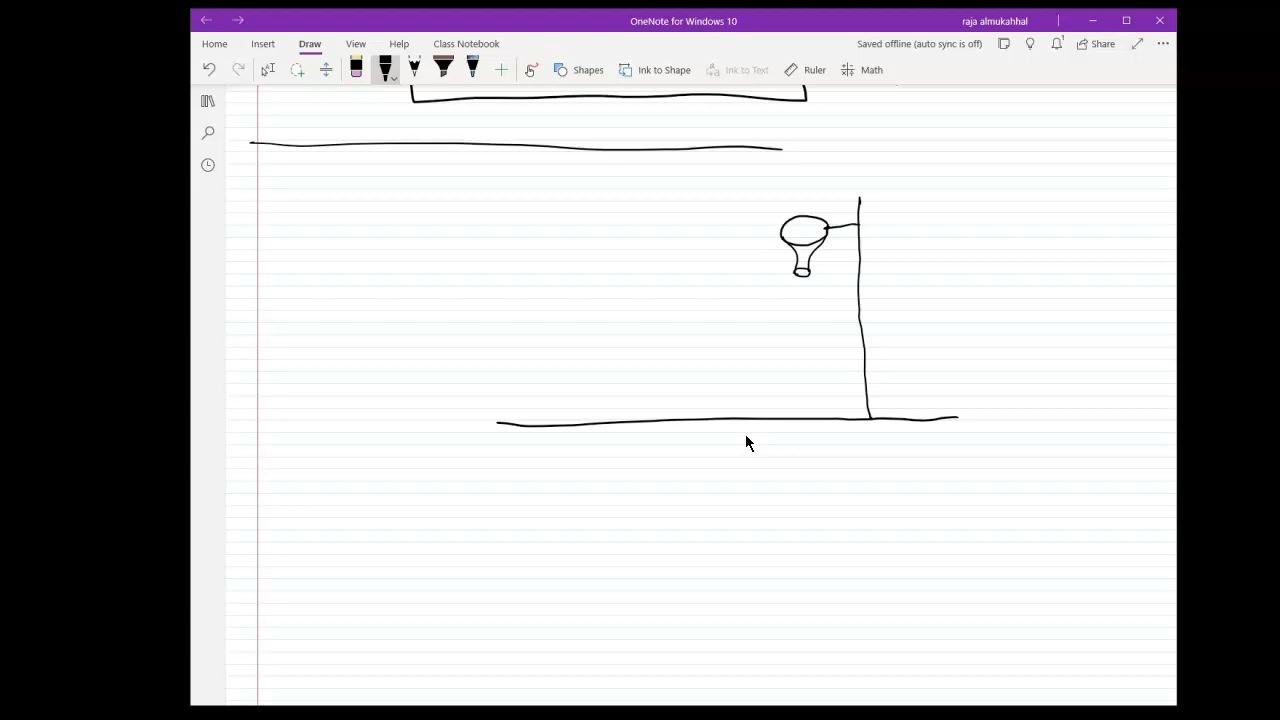 OneNote for Windows 10
raja almukahhal
Home
Insert
Draw
View
Help
Class Notebook
Saved offline (auto sync is off)
1
Share
Shapes
Ink to Shape
Ink to Text
Ruler
Math